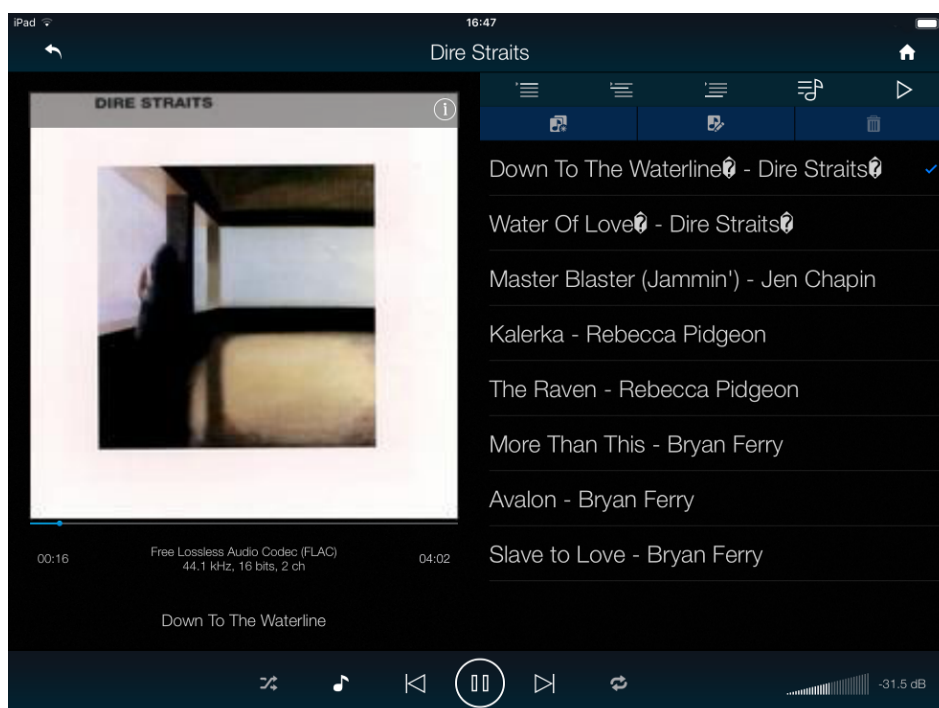 iPad 16:47
Dire Straits
DIRE STRAITS
Down To The Waterline� - Dire Straits�
Water Of Love� - Dire Straits�
Master Blaster (Jammin') - Jen Chapin
Kalerka - Rebecca Pidgeon
The Raven - Rebecca Pidgeon
More Than This - Bryan Ferry
Avalon - Bryan Ferry
Slave to Love - Bryan Ferry
00:16 Free Lossless Audio Codec (FLAC) 04:02
44.1 kHz, 16 bits, 2 ch
Down To The Waterline
-31.5 dB